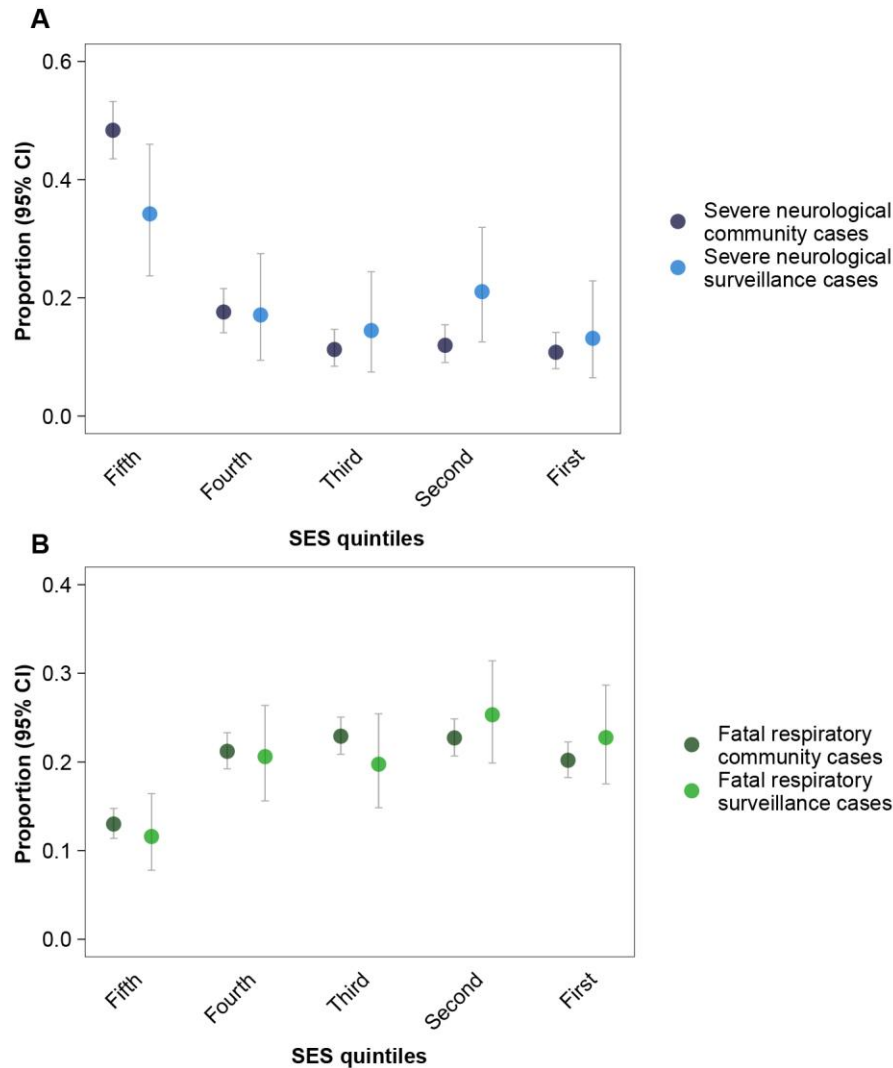 A
0.6
0.4
0.2
0.0
Proportion (95% CI)
Fifth
Fourth
Third
Second
First
SES quintiles
Severe neurological
community cases
Severe neurological
surveillance cases
B
0.4
0.3
0.2
0.1
0.0
Proportion (95% CI)
Fifth
Fourth
Third
Second
First
SES quintiles
Fatal respiratory
community cases
Fatal respiratory
surveillance cases